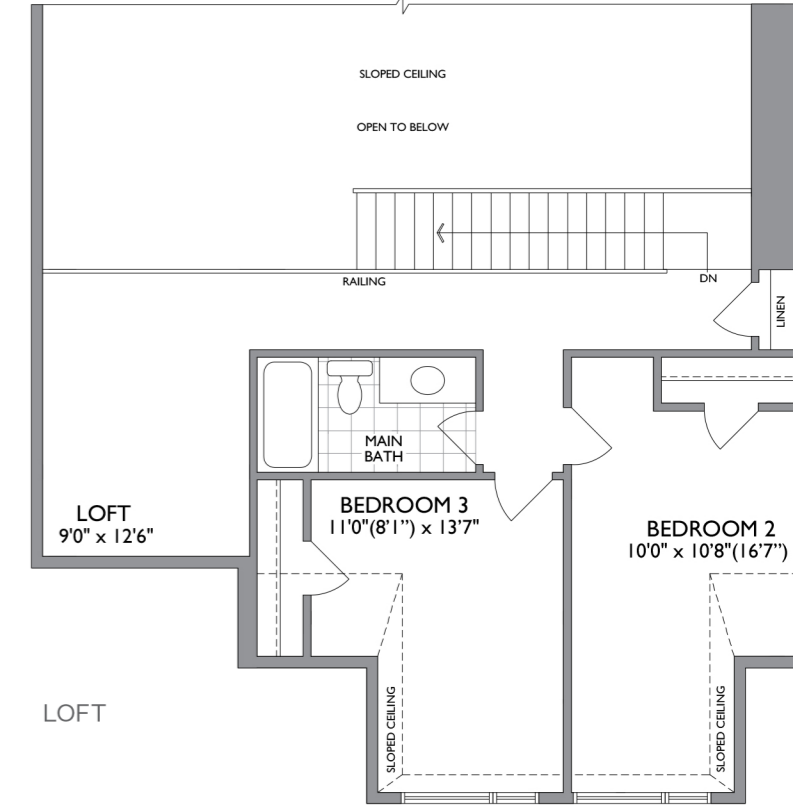 SLOPED CEILING
OPEN TO BELOW
RAILING
DN
LINEN
MAIN
BATH
LOFT
9'0" x 12'6"
BEDROOM 3
11'0"(8'1”) x 13'7"
BEDROOM 2
10'0" x 10’8"(16'7”)
SLOPED CEILING
SLOPED CEILING
LOFT